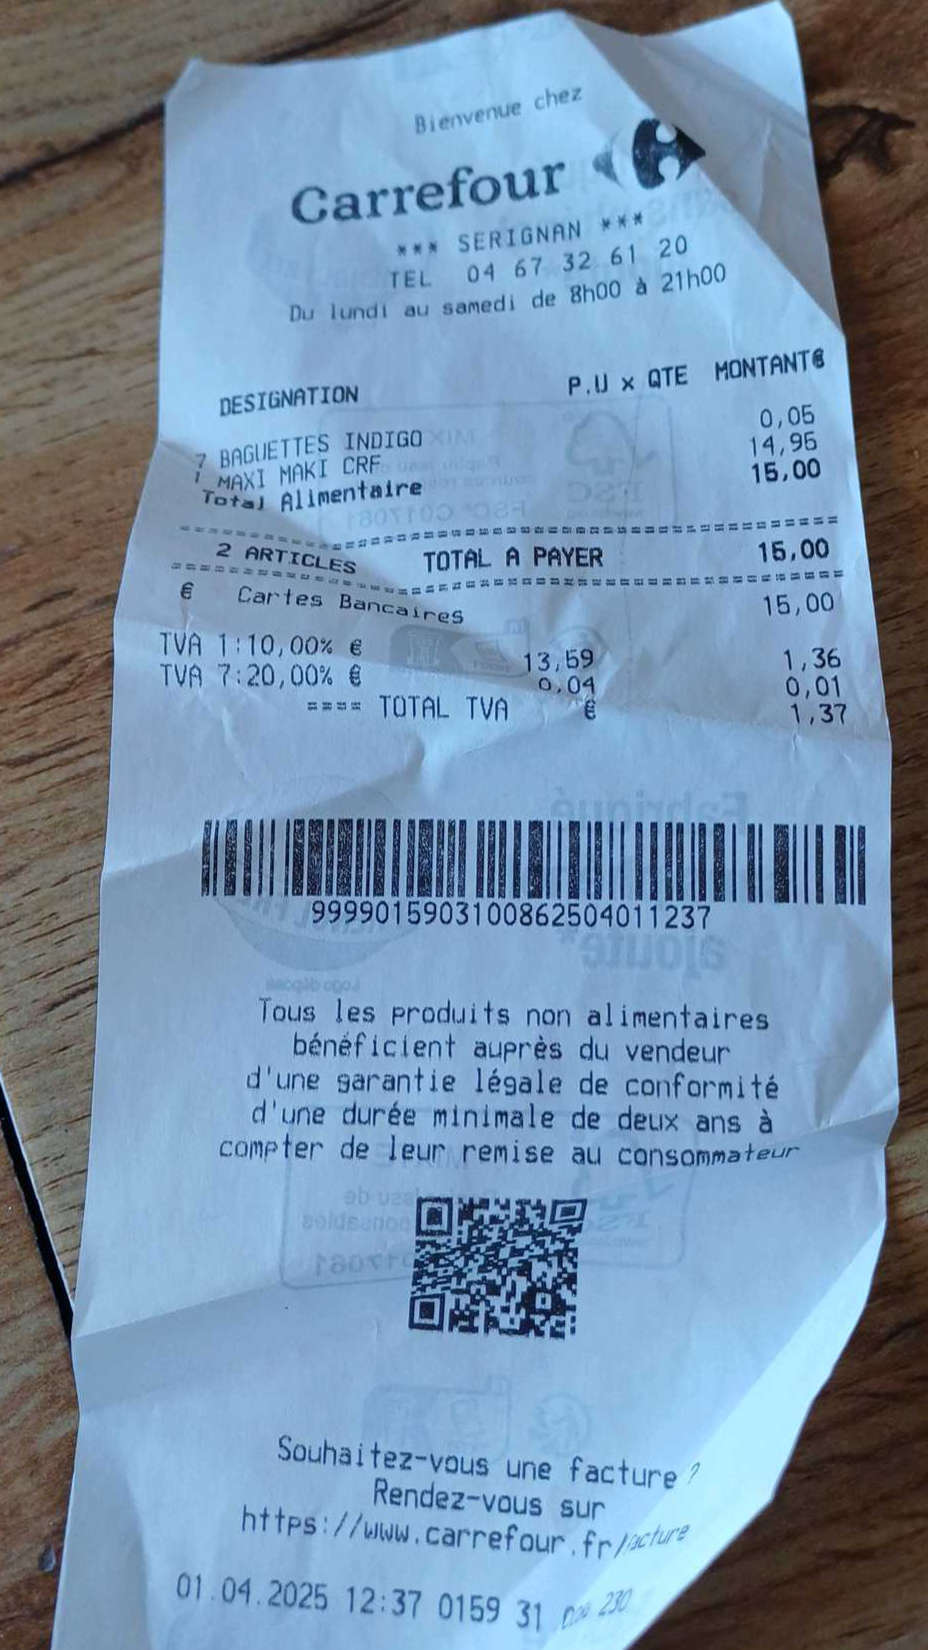 Bienvenue chez
Carrefour
*** SERIGNAN ***
TEL 04 67 32 61 20
Du lundi au samedi de 8h00 à 21h00
DESIGNATION P.U x QTE MONTANT€
7 BAGUETTES INDIGO 0,05
1 MAXI MAKI CRF 14,95
Total Alimentaire 15,00
2 ARTICLES TOTAL A PAYER 15,00
€ Cartes Bancaires 15,00
TVA 1:10,00% € 13,59 1,36
TVA 7:20,00% € 0,04 0,01
==== TOTAL TVA € 1,37
9999015903100862504011237
Tous les produits non alimentaires
bénéficient auprès du vendeur
d'une garantie légale de conformité
d'une durée minimale de deux ans à
compter de leur remise au consommateur
Souhaitez-vous une facture ?
Rendez-vous sur
https://www.carrefour.fr/facture
01.04.2025 12:37 0159 31 230